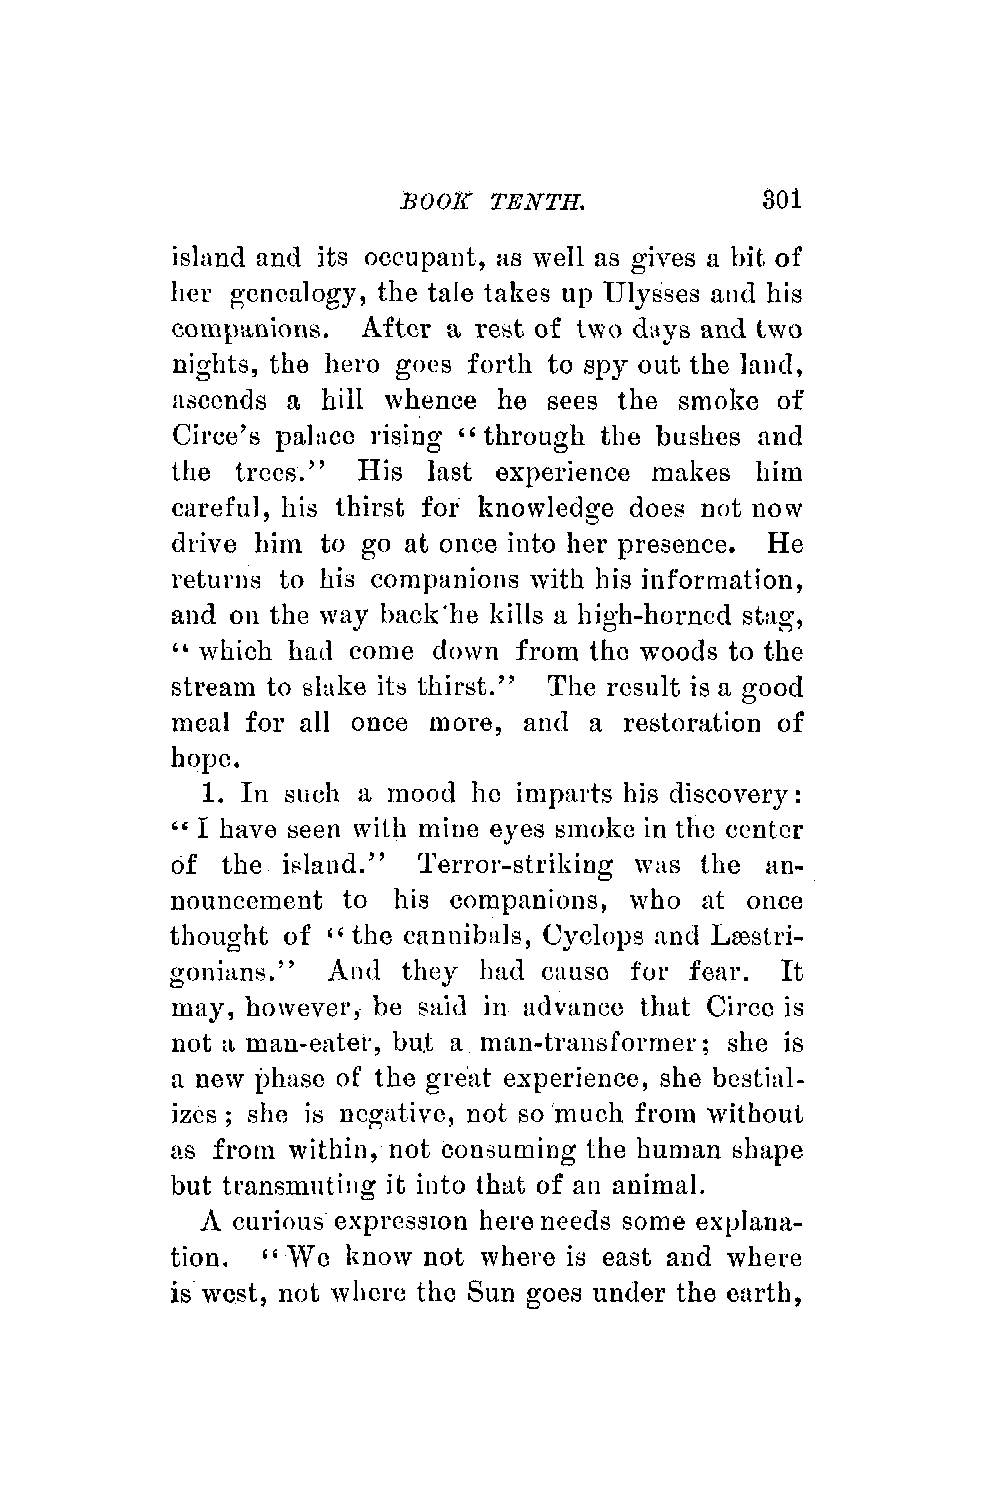 BOOK TENTH. 301
island and its occupant, as well as gives a bit of
her genealogy, the tale takes up Ulysses and his
companions. After a rest of two days and two
nights, the hero goes forth to spy out the land,
ascends a hill whence he sees the smoke of
Circe's palace rising "through the bushes and
the trees." His last experience makes him
careful, his thirst for knowledge does not now
drive him to go at once into her presence. He
returns to his companions with his information,
and on the way back he kills a high-horned stag,
"which had come down from the woods to the
stream to slake its thirst." The result is a good
meal for all once more, and a restoration of
hope.
1. In such a mood he imparts his discovery:
"I have seen with mine eyes smoke in the center
of the island." Terror-striking was the an-
nouncement to his companions, who at once
thought of "the cannibals, Cyclops and Læstri-
gonians." And they had cause for fear. It
may, however, be said in advance that Circe is
not a man-eater, but a man-transformer; she is
a new phase of the great experience, she bestial-
izes; she is negative, not so much from without
as from within, not consuming the human shape
but transmuting it into that of an animal.
A curious expression here needs some explana-
tion. "We know not where is east and where
is west, not where the Sun goes under the earth,